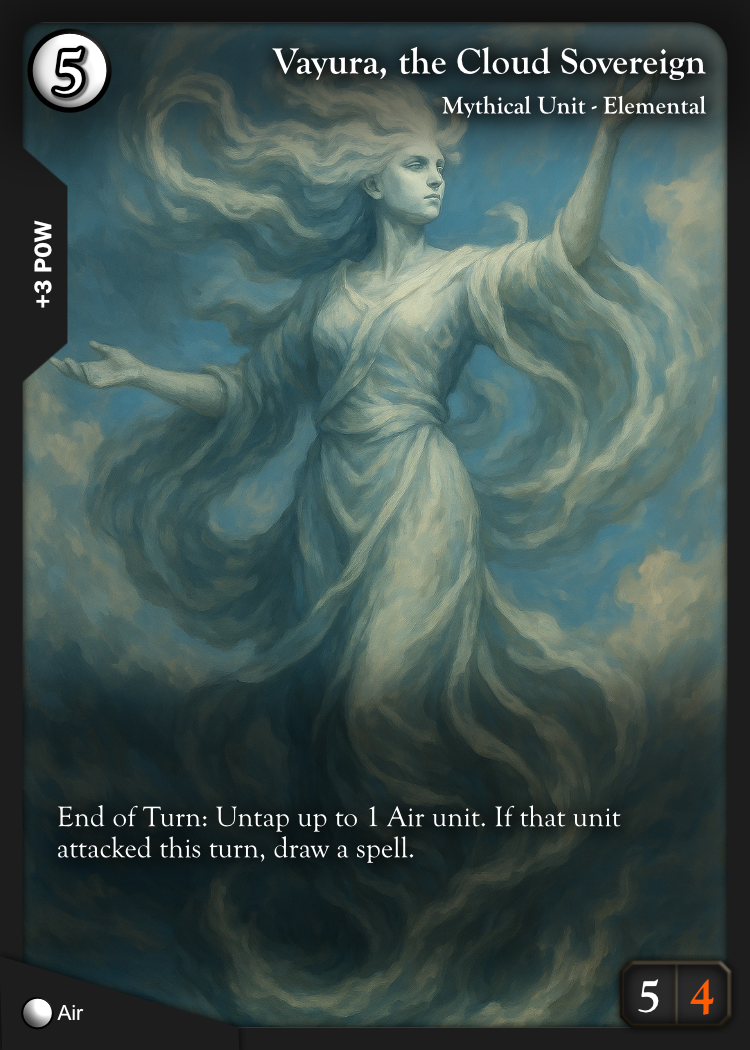 5
Vayura, the Cloud Sovereign
Mythical Unit - Elemental
+3 POW
End of Turn: Untap up to 1 Air unit. If that unit
attacked this turn, draw a spell.
Air
5 4